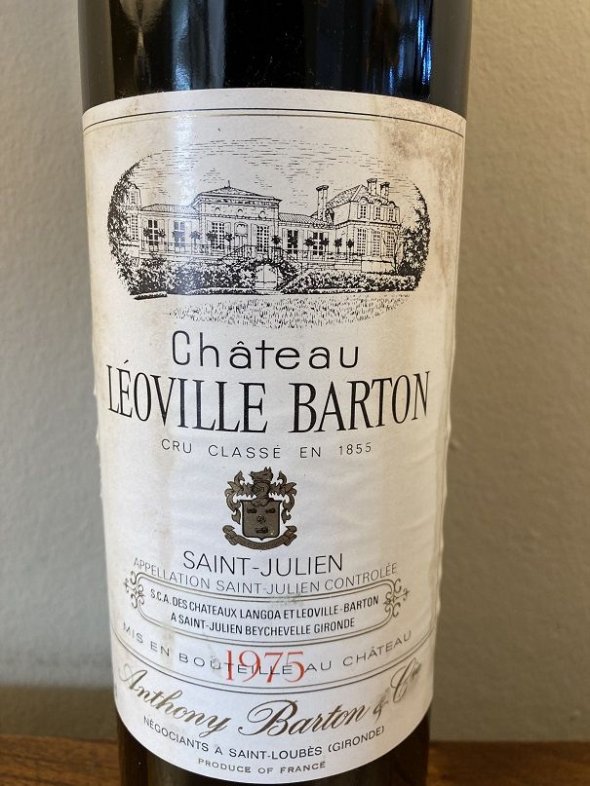 Château
LÉOVILLE BARTON
CRU CLASSÉ EN 1855
SAINT-JULIEN
APPELLATION SAINT-JULIEN CONTROLÉE
S.C.A. DES CHATEAUX LANGOA ET LEOVILLE-BARTON
A SAINT-JULIEN BEYCHEVELLE GIRONDE
MIS EN BOUTEILLE AU CHÂTEAU
1975
Anthony Barton & Cie
NÉGOCIANTS A SAINT-LOUBÈS (GIRONDE)
PRODUCE OF FRANCE